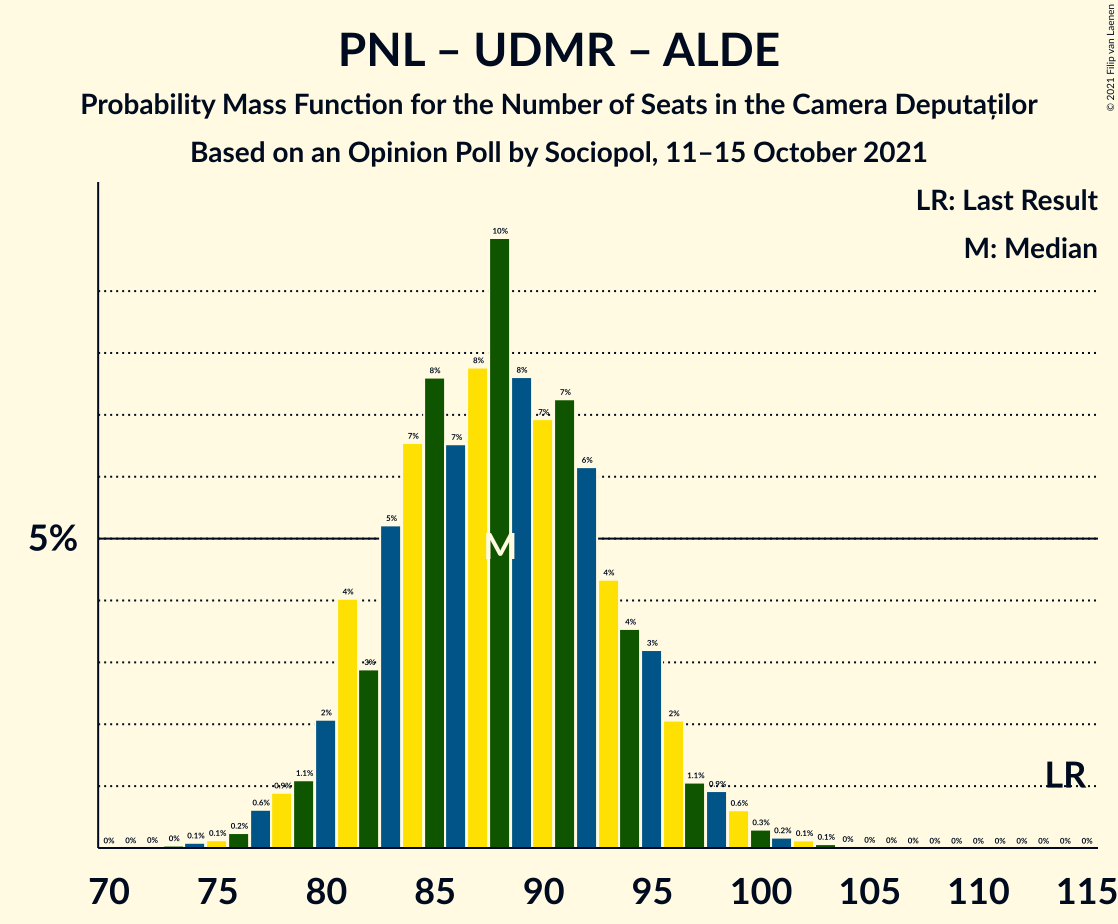 PNL – UDMR – ALDE
Probability Mass Function for the Number of Seats in the Camera Deputaților
Based on an Opinion Poll by Sociopol, 11–15 October 2021
© 2021 Filip van Laenen
LR: Last Result
M: Median
5%
0% 0% 0% 0% 0.1% 0.1% 0.2% 0.6% 0.9% 1.1% 2% 4% 3% 5% 7% 8% 7% 8% 10% 8% 7% 7% 6% 4% 4% 3% 2% 1.1% 0.9% 0.6% 0.3% 0.2% 0.1% 0.1% 0% 0% 0% 0% 0% 0% 0% 0% 0% 0% 0% 0%
M
LR
70 75 80 85 90 95 100 105 110 115